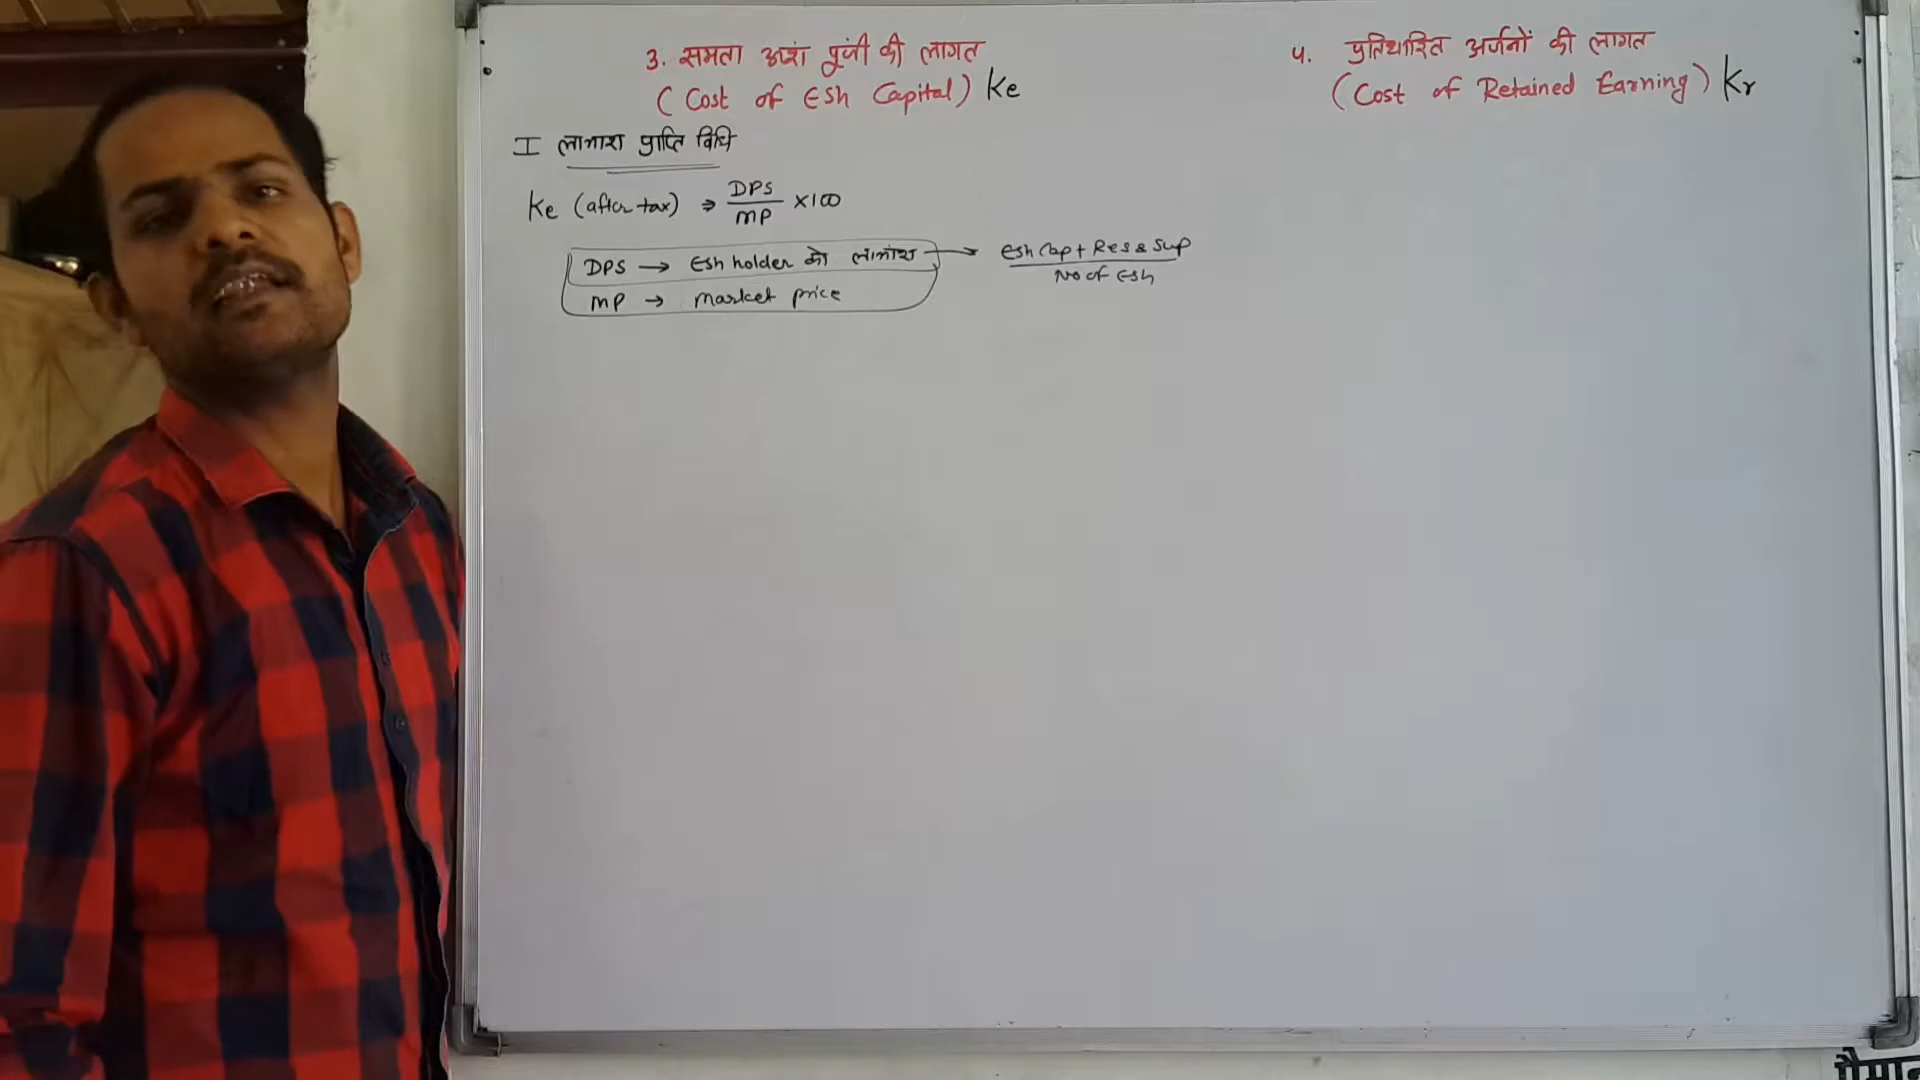 3. समता अंश पूंजी की लागत
(Cost of Esh Capital) Ke
I लाभांश प्राप्ति विधि
Ke (after tax) ⇒ DPS/MP ×100
DPS → Esh holder को लाभांश → Esh Cap + Res & Sup / No of Esh
MP → Market price
4. प्रतिधारित अर्जनों की लागत
(Cost of Retained Earning) Kr